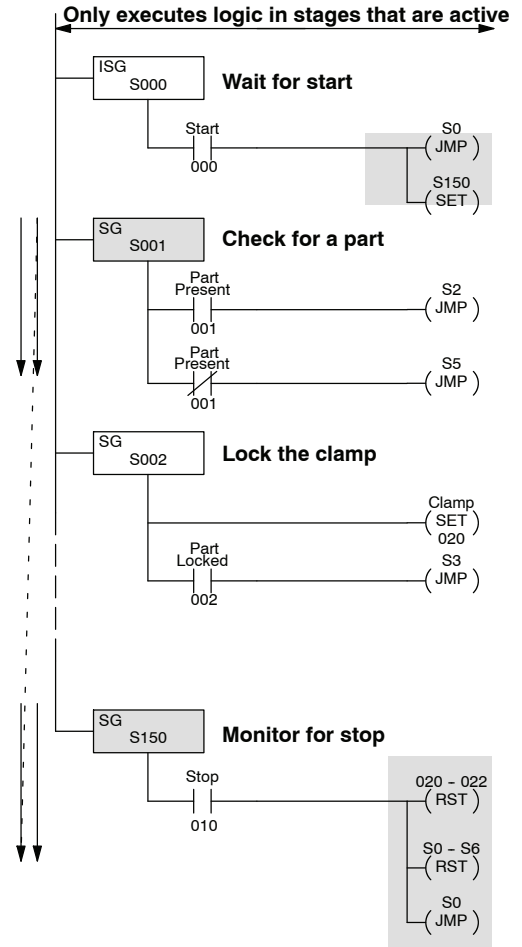 Only executes logic in stages that are active
ISG
S000
Wait for start
Start
000
S0
JMP
S150
SET
SG
S001
Check for a part
Part
Present
001
S2
JMP
Part
Present
001
S5
JMP
SG
S002
Lock the clamp
Clamp
SET
020
Part
Locked
002
S3
JMP
SG
S150
Monitor for stop
Stop
010
020 - 022
RST
S0 - S6
RST
S0
JMP